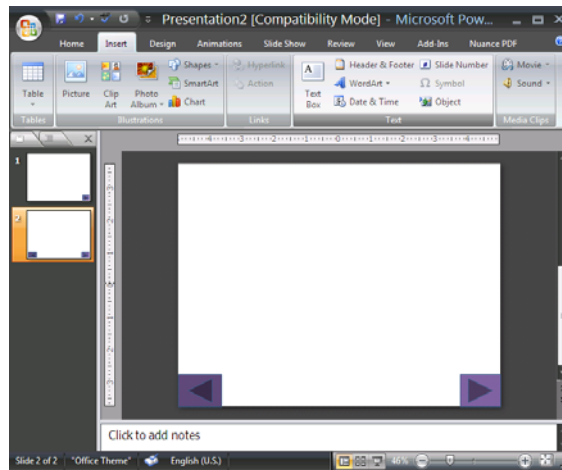 Presentation2 [Compatibility Mode] - Microsoft Pow...
Home Insert Design Animations Slide Show Review View Add-Ins Nuance PDF
Table
Picture
Clip Art
Photo Album
Shapes
SmartArt
Chart
Hyperlink
Action
Text Box
Header & Footer
WordArt
Date & Time
Slide Number
Symbol
Object
Movie
Sound
Tables Illustrations Links Text Media Clips
1
2
Click to add notes
Slide 2 of 2 "Office Theme" English (U.S.) 46%